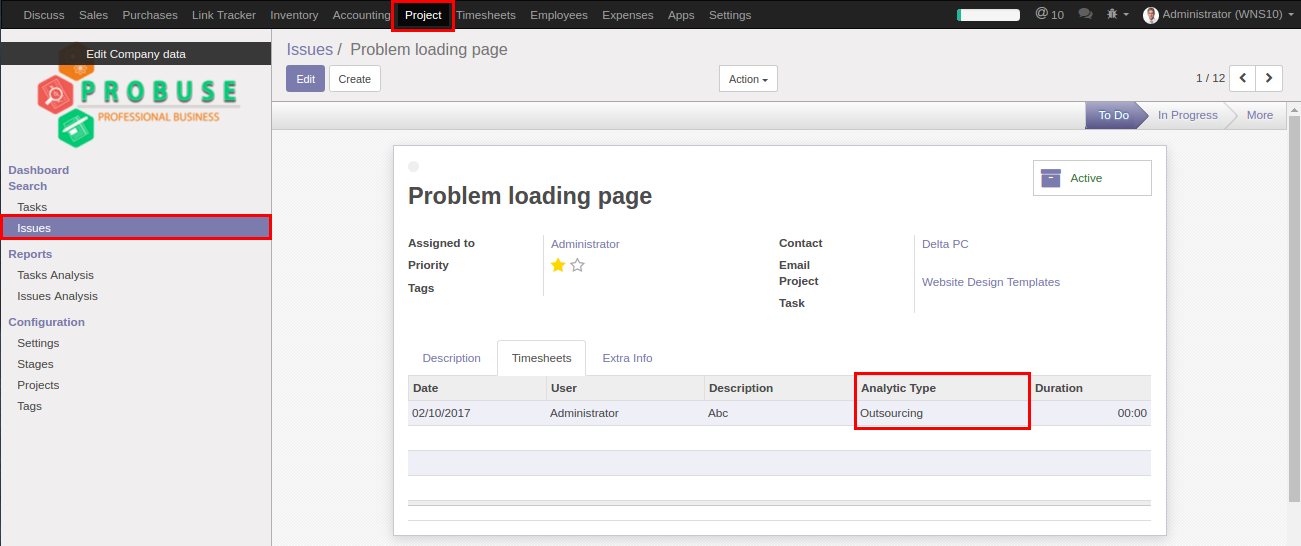 Discuss Sales Purchases Link Tracker Inventory Accounting Project Timesheets Employees Expenses Apps Settings @ 10 Administrator (WNS10)
Edit Company data
PROBUSE
PROFESSIONAL BUSINESS
Dashboard
Search
Tasks
Issues
Reports
Tasks Analysis
Issues Analysis
Configuration
Settings
Stages
Projects
Tags
Issues / Problem loading page
Edit Create Action 1 / 12
To Do In Progress More
Active
Problem loading page
Assigned to Administrator
Priority
Tags
Contact Delta PC
Email
Project Website Design Templates
Task
Description Timesheets Extra Info
Date User Description Analytic Type Duration
02/10/2017 Administrator Abc Outsourcing 00:00